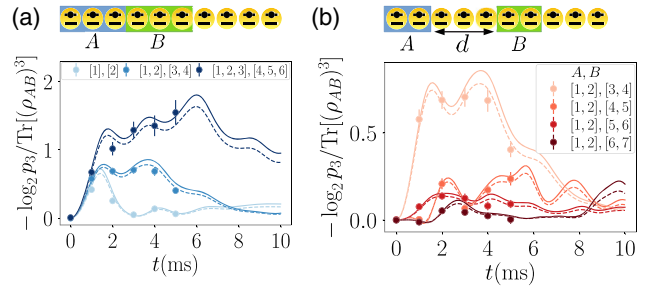 (a)
A B
− log₂ p₃/Tr[(ρ_AB)³]
[1], [2] [1, 2], [3, 4] [1, 2, 3], [4, 5, 6]
2
1
0
0 2 4 6 8 10
t(ms)
(b)
A d B
− log₂ p₃/Tr[(ρ_AB)³]
A, B
[1, 2], [3, 4]
[1, 2], [4, 5]
[1, 2], [5, 6]
[1, 2], [6, 7]
0.5
0.0
0 2 4 6 8 10
t(ms)